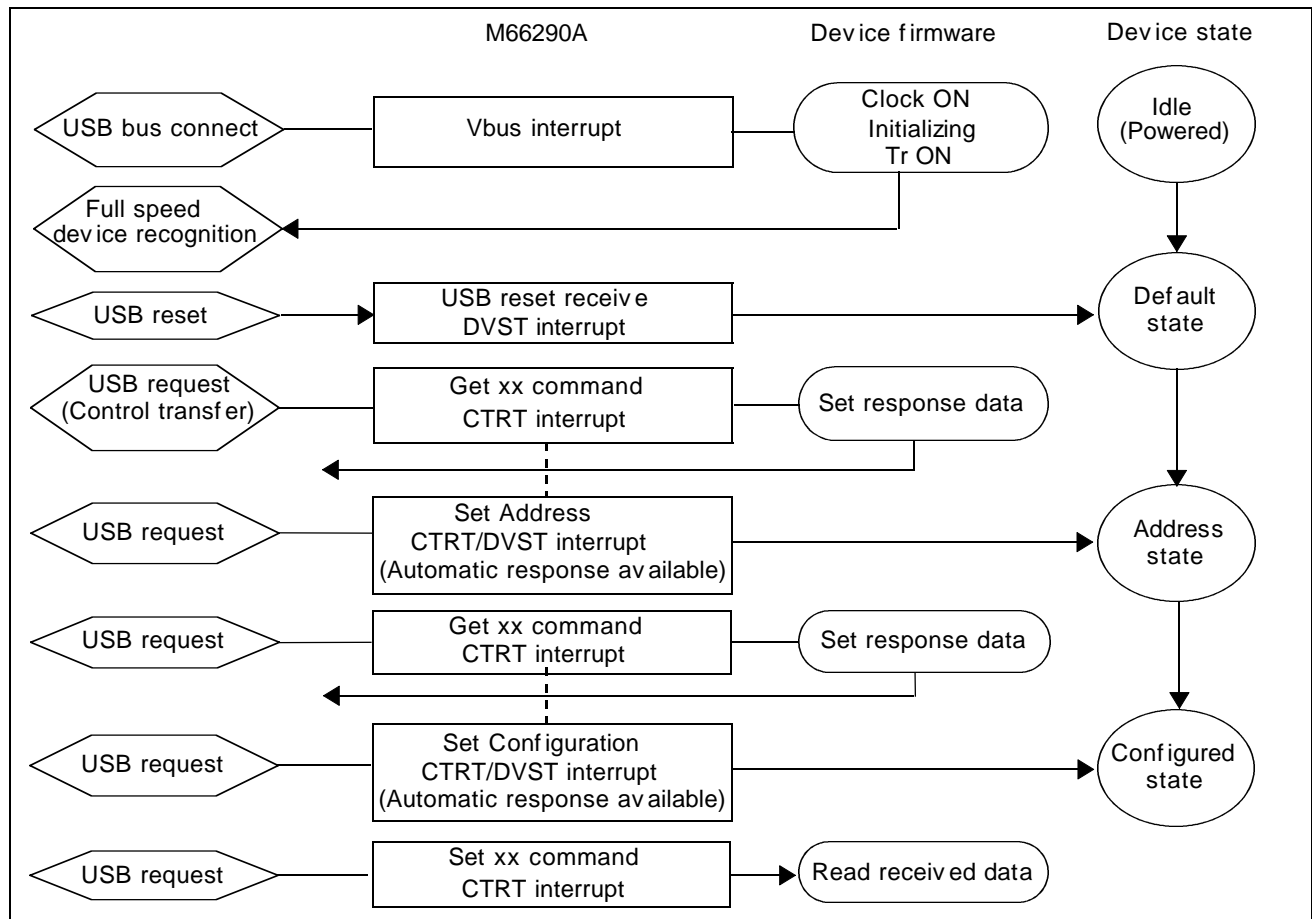 M66290A Device firmware Device state
USB bus connect
Vbus interrupt
Clock ON
Initializing
Tr ON
Idle
(Powered)
Full speed
device recognition
USB reset
USB reset receive
DVST interrupt
Default
state
USB request
(Control transfer)
Get xx command
CTRT interrupt
Set response data
USB request
Set Address
CTRT/DVST interrupt
(Automatic response available)
Address
state
USB request
Get xx command
CTRT interrupt
Set response data
USB request
Set Configuration
CTRT/DVST interrupt
(Automatic response available)
Configured
state
USB request
Set xx command
CTRT interrupt
Read received data